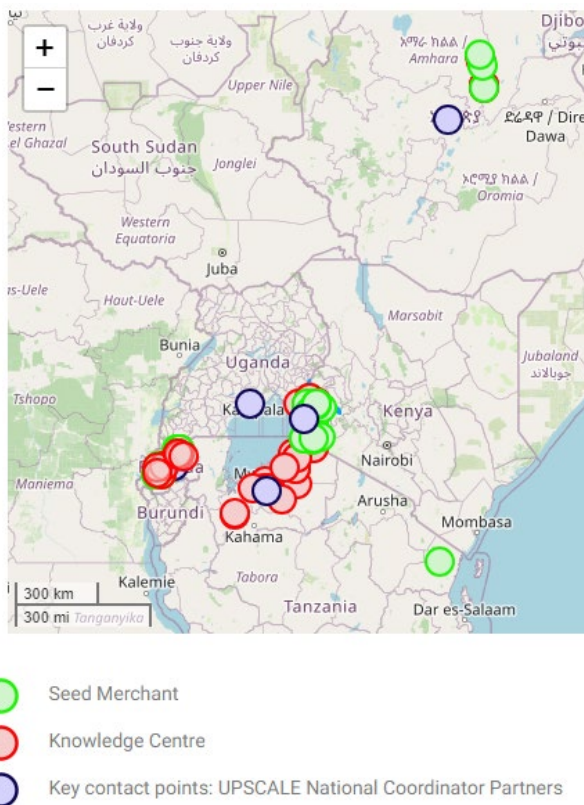 +
−
ولاية غرب
كردفان
ولاية جنوب
كردفان
Upper Nile
አማራ ክልል /
Amhara
Djibo
ድሬዳዋ / Dire
Dawa
ኦሮሚያ ክልል /
Oromia
South Sudan
جنوب السودان
Jonglei
Western
Equatoria
Juba
as-Uele
Haut-Uele
Marsabit
Bunia
Uganda
Jubaland
جوبالاند
Tshopo
Kenya
Nairobi
Maniema
Burundi
Kahama
Arusha
Mombasa
300 km
300 mi
Kalemie
Tabora
Tanganyika
Tanzania
Dar es-Salaam
Seed Merchant
Knowledge Centre
Key contact points: UPSCALE National Coordinator Partners